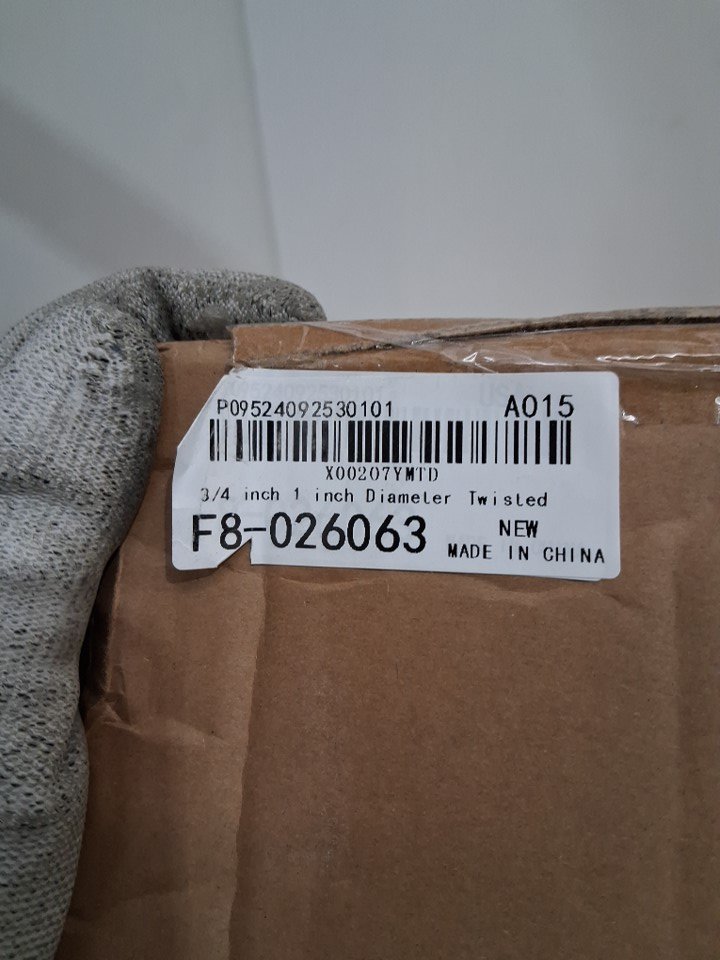 P09524092530101 A015
X00207YMTD
3/4 inch 1 inch Diameter Twisted
F8-026063 NEW
MADE IN CHINA